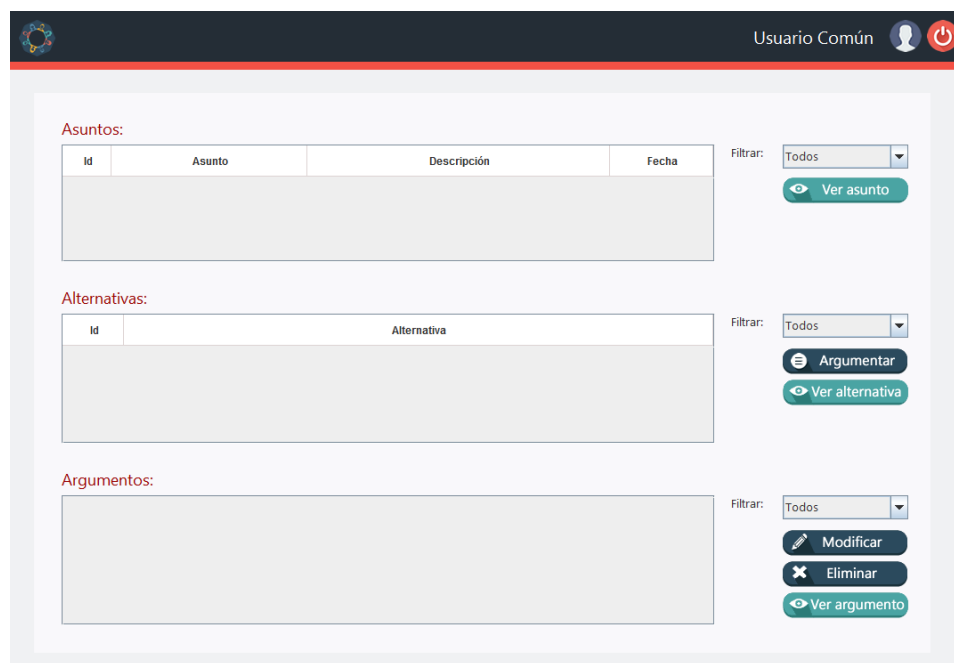 Usuario Común
Asuntos:
Id Asunto Descripción Fecha
Filtrar: Todos
Ver asunto
Alternativas:
Id Alternativa
Filtrar: Todos
Argumentar
Ver alternativa
Argumentos:
Filtrar: Todos
Modificar
Eliminar
Ver argumento